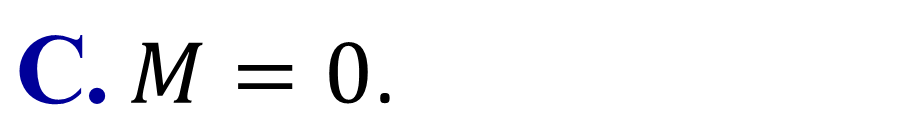 C. M = 0.